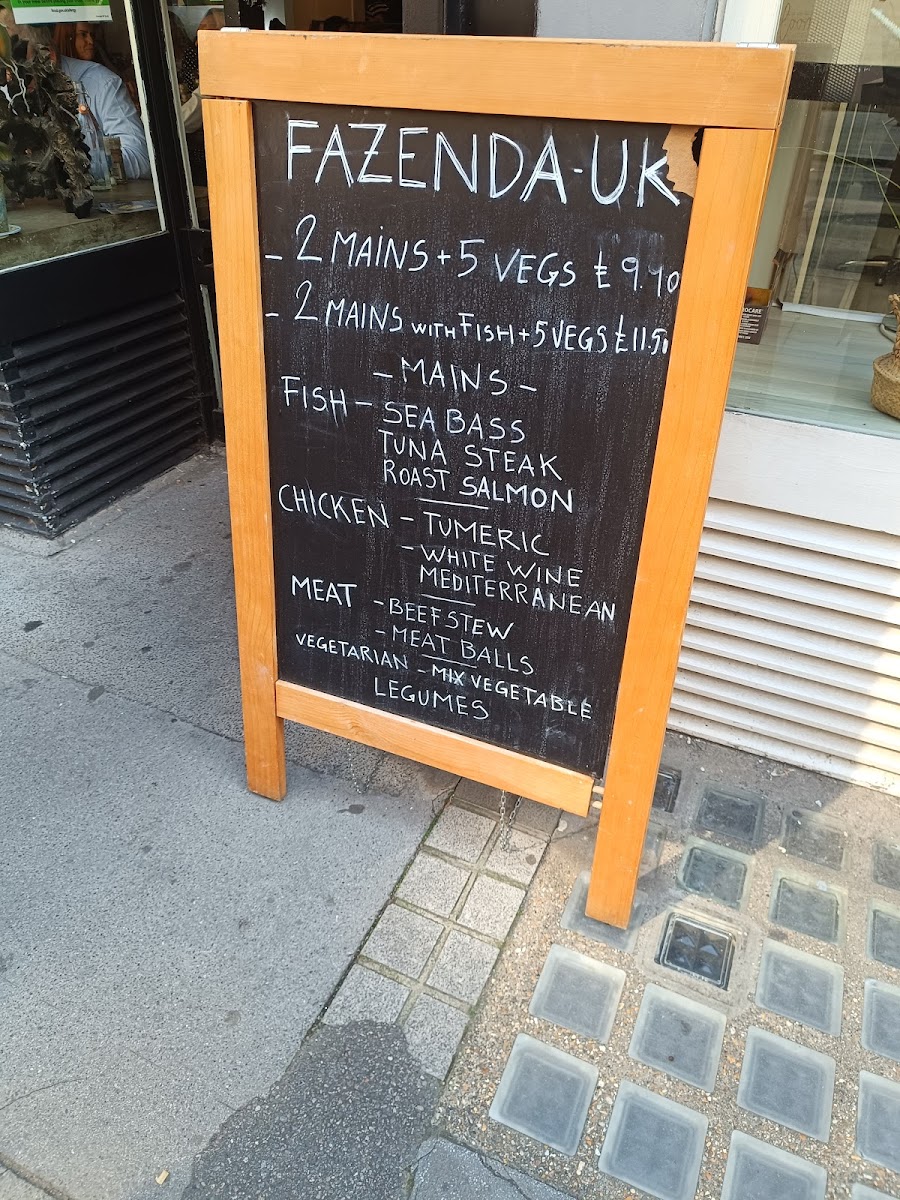 FAZENDA-UK
- 2 MAINS + 5 VEGS £ 9.90
- 2 MAINS WITH FISH + 5 VEGS £11.50
- MAINS -
FISH - SEA BASS
TUNA STEAK
ROAST SALMON
CHICKEN - TUMERIC
- WHITE WINE
MEDITERRANEAN
MEAT - BEEF STEW
- MEAT BALLS
VEGETARIAN - MIX VEGETABLE
LEGUMES